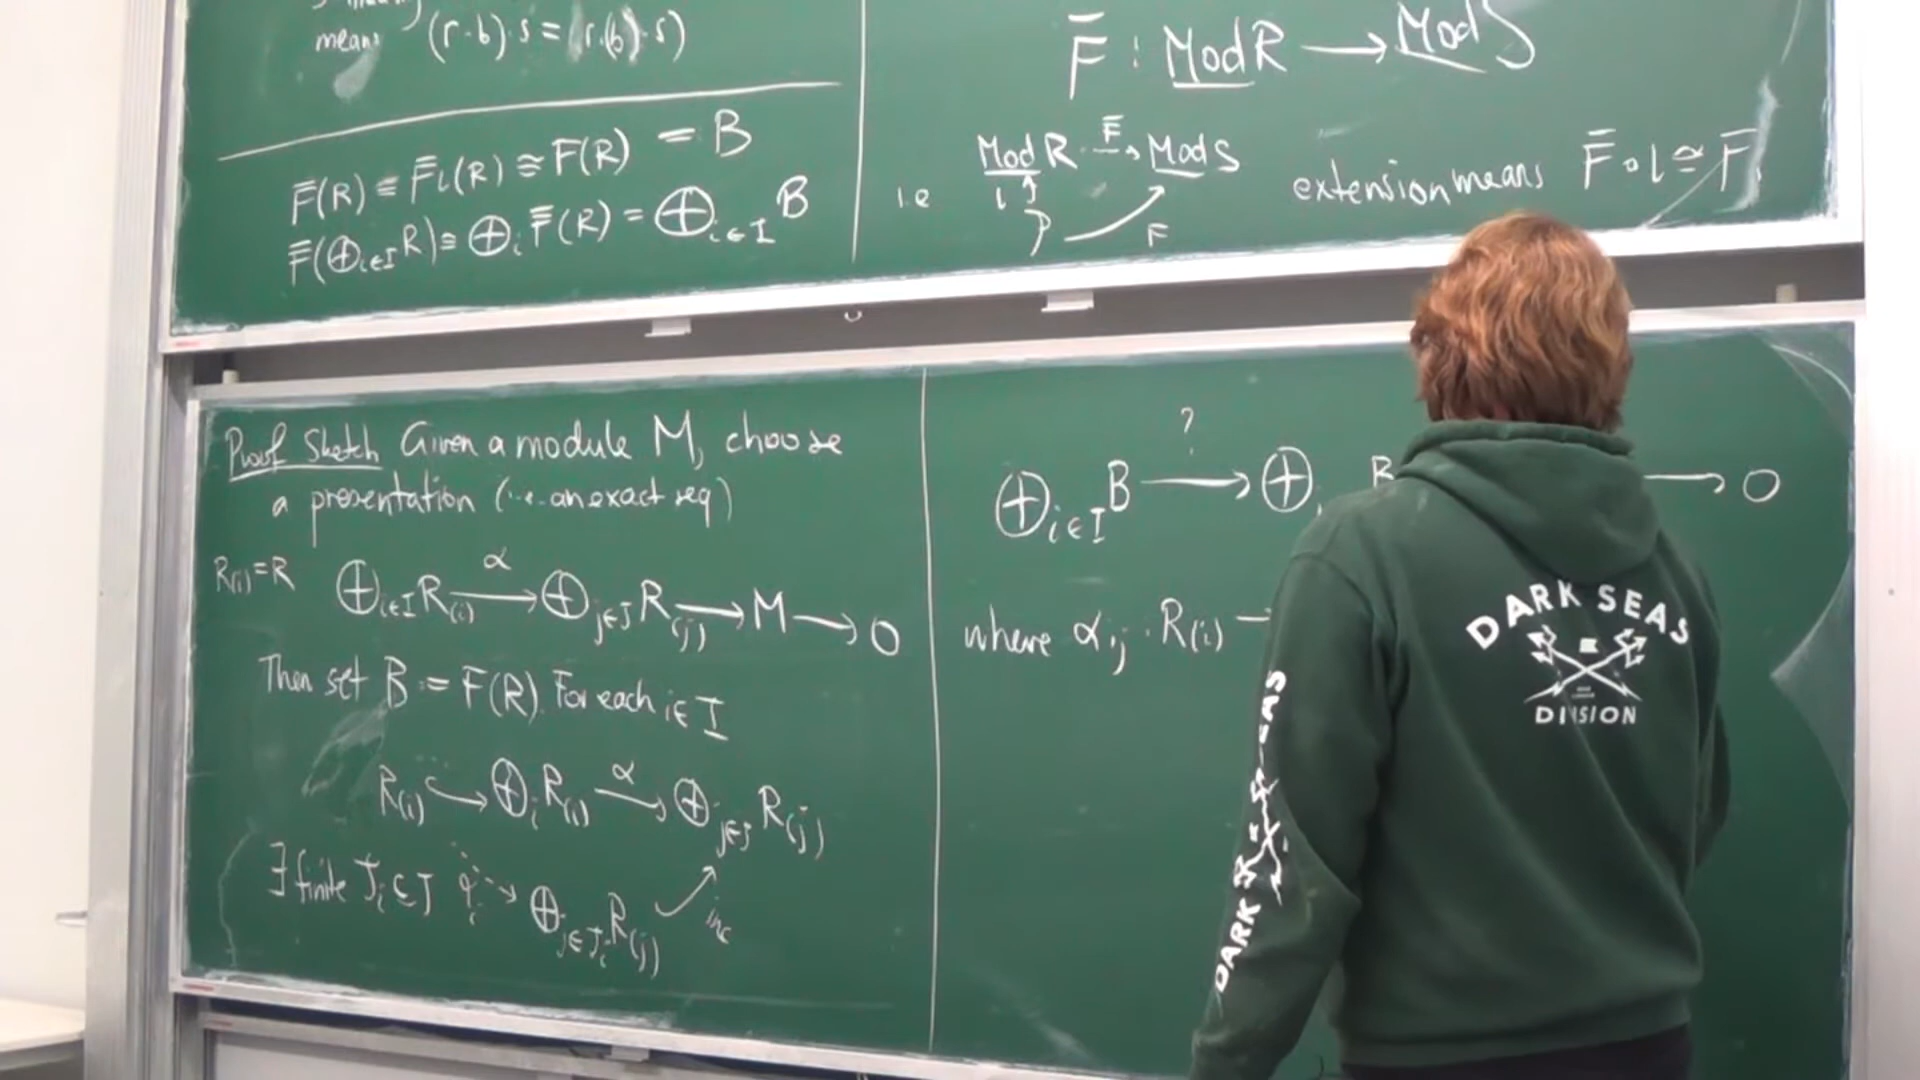 means (r·b)·s = (r·(b)·s)
F̿(R) ≅ F̿ι(R) ≅ F(R) = B
F̿(⊕_{i∈I} R) ≅ ⊕_i F̿(R) = ⊕_{i∈I} B
F̄ : Mod R ⟶ Mod S
Mod R F̄ → Mod S
i.e ι ↑ extension means F̄∘ι ≅ F
P F
Proof Sketch Given a module M, choose
a presentation (i.e. an exact seq)
R_(i) = R ⊕_{i∈I} R_(i) —α→ ⊕_{j∈J} R_(j) → M → 0
Then set B := F(R). For each i∈I
R_(i) ↪ ⊕_i R_(i) —α→ ⊕_{j∈J} R_(j)
∃ finite J_i ⊆ J ⊕_{j∈J_i} R_(j) inc
⊕_{i∈I} B —?→ ⊕ B → 0
where α_{ij} : R_(i) →
DARK SEAS
DIVISION
DARK SEAS